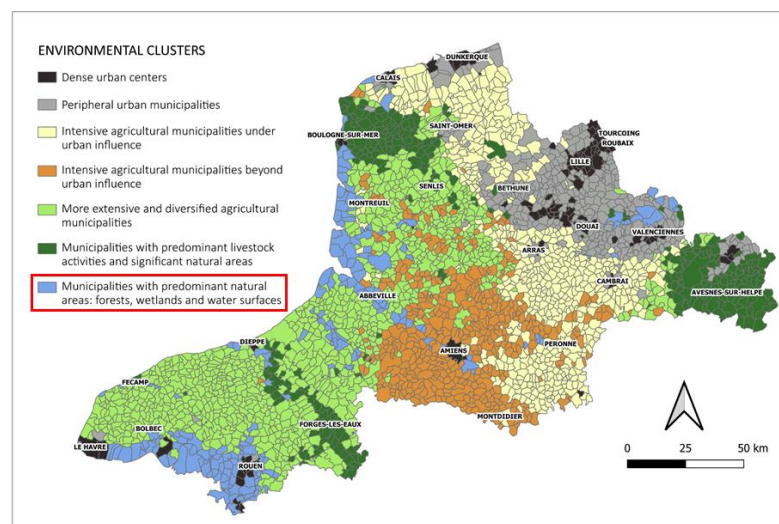 ENVIRONMENTAL CLUSTERS
Dense urban centers
Peripheral urban municipalities
Intensive agricultural municipalities under
urban influence
Intensive agricultural municipalities beyond
urban influence
More extensive and diversified agricultural
municipalities
Municipalities with predominant livestock
activities and significant natural areas
Municipalities with predominant natural
areas: forests, wetlands and water surfaces
DUNKERQUE
CALAIS
SAINT-OMER
BOULOGNE-SUR-MER
TOURCOING
ROUBAIX
LILLE
BETHUNE
SENLIS
MONTREUIL
DOUAI
VALENCIENNES
ARRAS
CAMBRAI
AVESNES-SUR-HELPE
ABBEVILLE
DIEPPE
AMIENS
PERONNE
FECAMP
MONTDIDIER
FORGES-LES-EAUX
BOLBEC
LE HAVRE
ROUEN
0 25 50 km